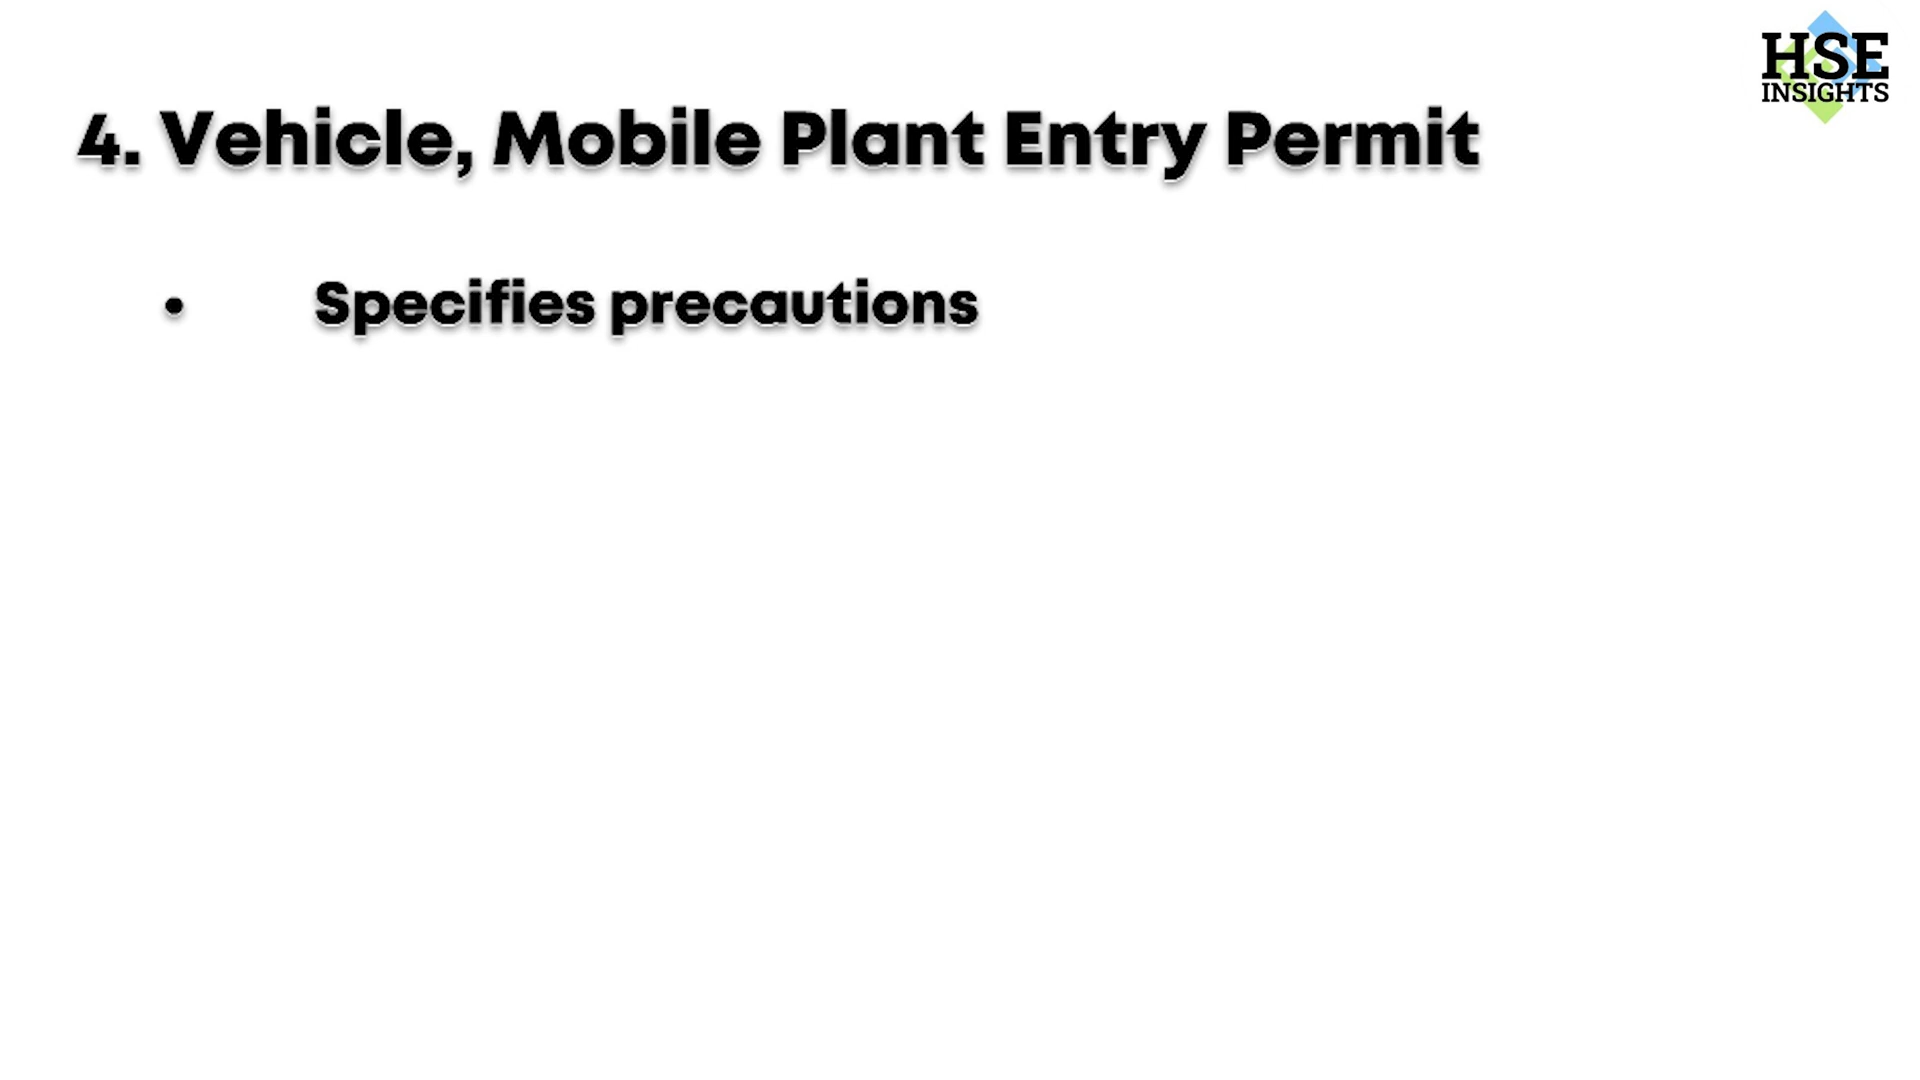 HSE
INSIGHTS
4. Vehicle, Mobile Plant Entry Permit
• Specifies precautions